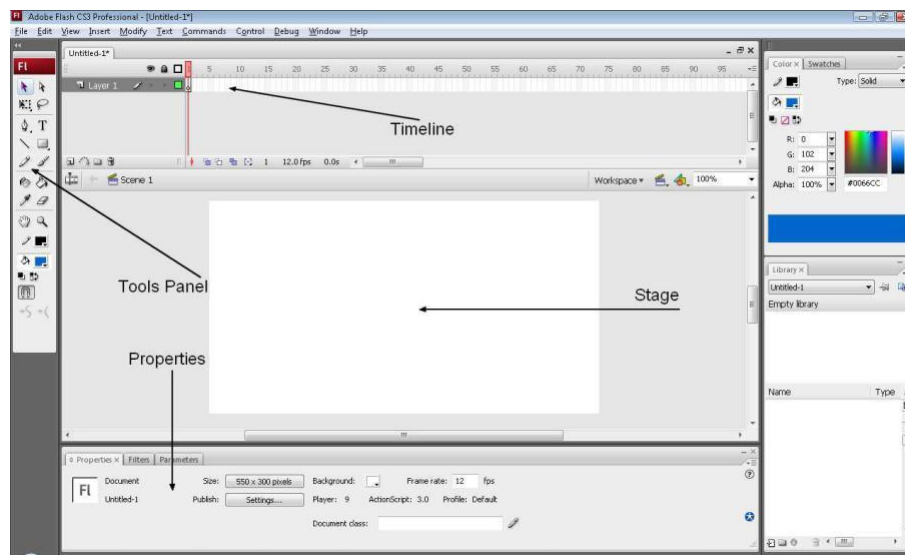 Fl Adobe Flash CS3 Professional - [Untitled-1*]
File Edit View Insert Modify Text Commands Control Debug Window Help
Untitled-1*
Fl
5 10 15 20 25 30 35 40 45 50 55 60 65 70 75 80 85 90 95
Layer 1
Timeline
1 12.0 fps 0.0s
Scene 1
Workspace 100%
Tools Panel
Stage
Properties
Properties Filters Parameters
Fl
Document
Untitled-1
Size: 550 x 300 pixels Background: Frame rate: 12 fps
Publish: Settings... Player: 9 ActionScript: 3.0 Profile: Default
Document class:
Color Swatches
Type: Solid
R: 0
G: 102
B: 204
Alpha: 100% #0066CC
Library
Untitled-1
Empty library
Name Type